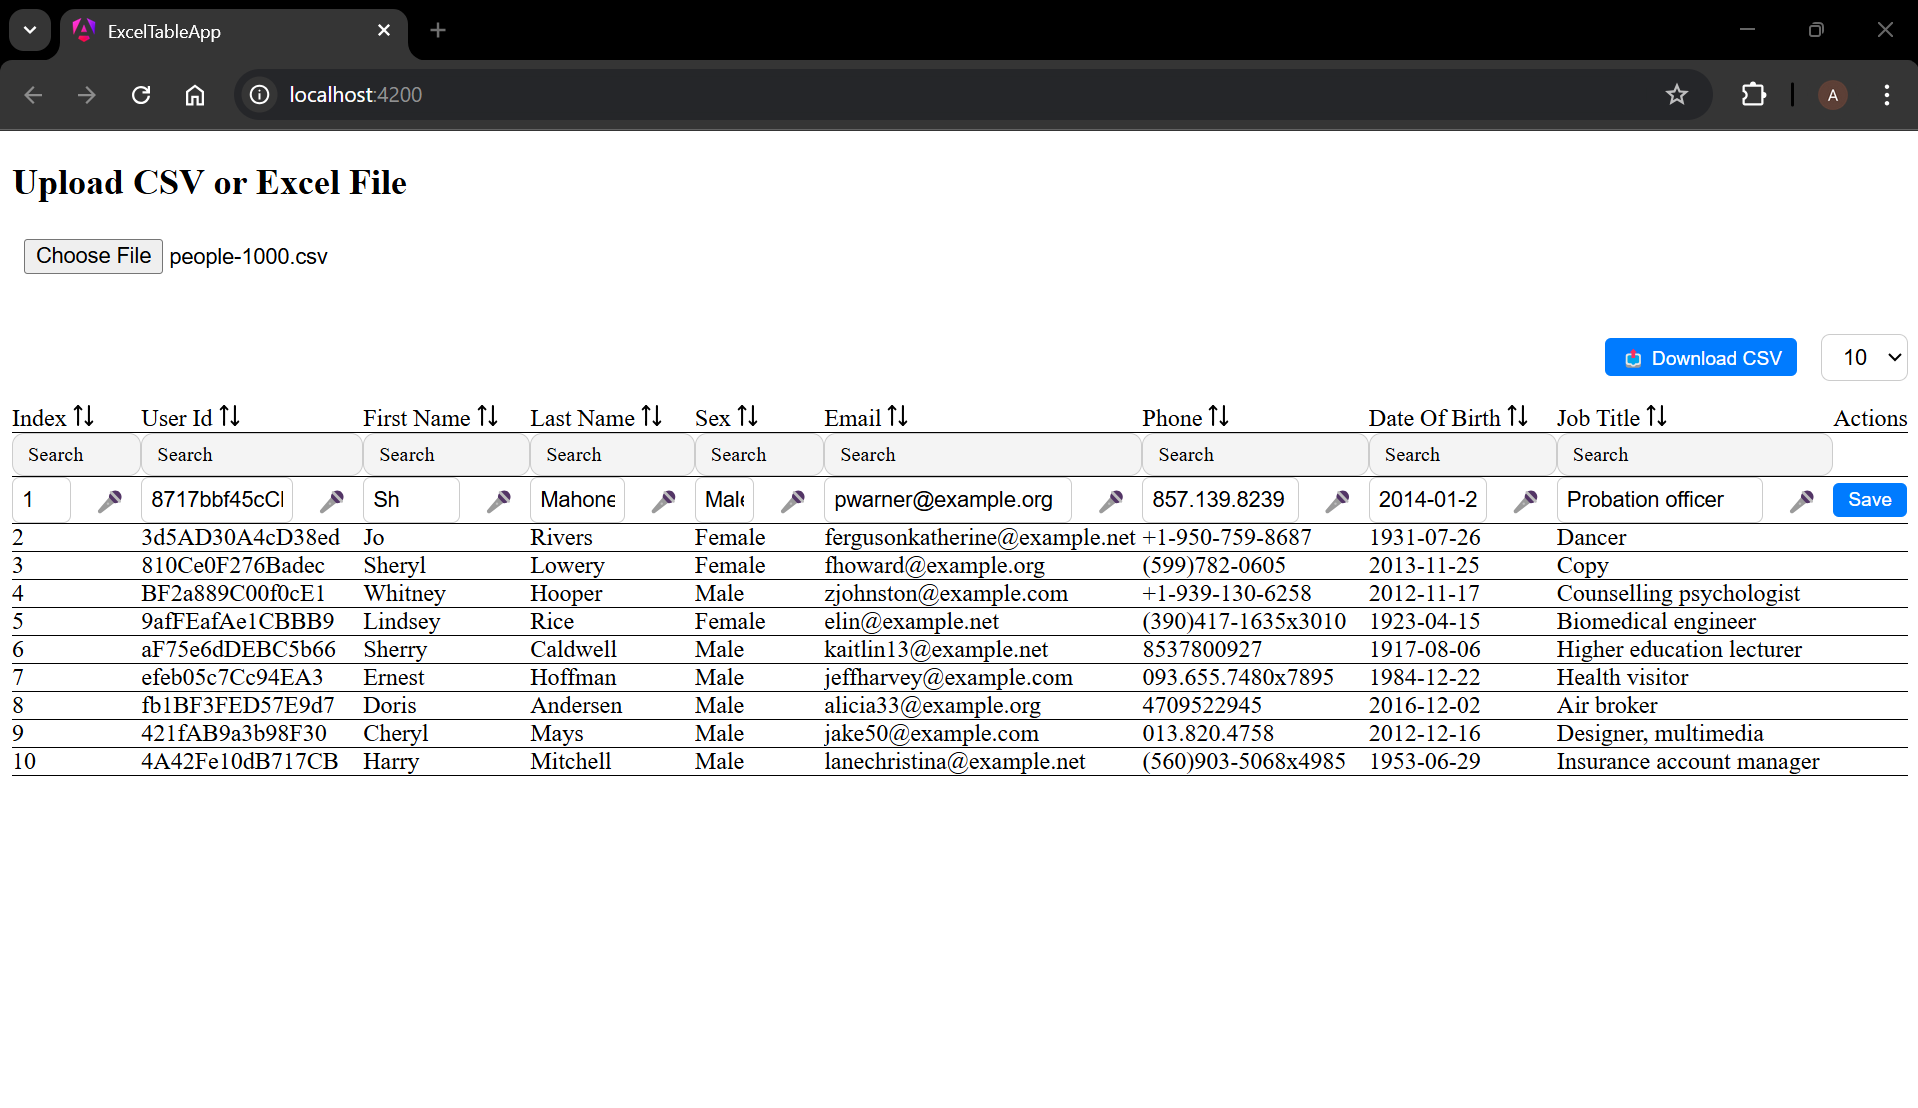 ExcelTableApp
localhost:4200
A
Upload CSV or Excel File
Choose File people-1000.csv
Download CSV 10
Index User Id First Name Last Name Sex Email Phone Date Of Birth Job Title Actions
Search Search Search Search Search Search Search Search Search
1 8717bbf45cCl Sh Mahone Male pwarner@example.org 857.139.8239 2014-01-2 Probation officer Save
2 3d5AD30A4cD38ed Jo Rivers Female fergusonkatherine@example.net +1-950-759-8687 1931-07-26 Dancer
3 810Ce0F276Badec Sheryl Lowery Female fhoward@example.org (599)782-0605 2013-11-25 Copy
4 BF2a889C00f0cE1 Whitney Hooper Male zjohnston@example.com +1-939-130-6258 2012-11-17 Counselling psychologist
5 9afFEafAe1CBBB9 Lindsey Rice Female elin@example.net (390)417-1635x3010 1923-04-15 Biomedical engineer
6 aF75e6dDEBC5b66 Sherry Caldwell Male kaitlin13@example.net 8537800927 1917-08-06 Higher education lecturer
7 efeb05c7Cc94EA3 Ernest Hoffman Male jeffharvey@example.com 093.655.7480x7895 1984-12-22 Health visitor
8 fb1BF3FED57E9d7 Doris Andersen Male alicia33@example.org 4709522945 2016-12-02 Air broker
9 421fAB9a3b98F30 Cheryl Mays Male jake50@example.com 013.820.4758 2012-12-16 Designer, multimedia
10 4A42Fe10dB717CB Harry Mitchell Male lanechristina@example.net (560)903-5068x4985 1953-06-29 Insurance account manager